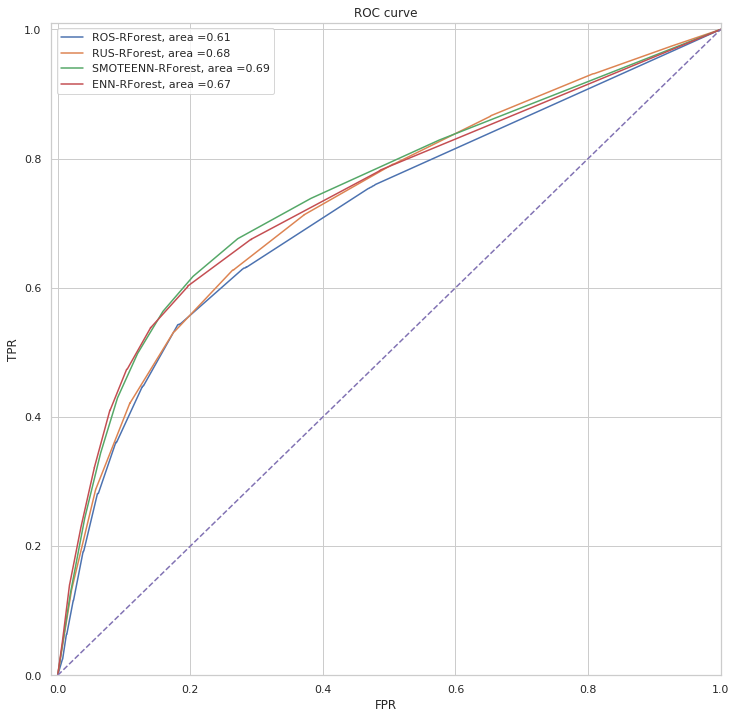 ROC curve
ROS-RForest, area =0.61
RUS-RForest, area =0.68
SMOTEENN-RForest, area =0.69
ENN-RForest, area =0.67
1.0
0.8
0.6
0.4
0.2
0.0
TPR
0.0 0.2 0.4 0.6 0.8 1.0
FPR